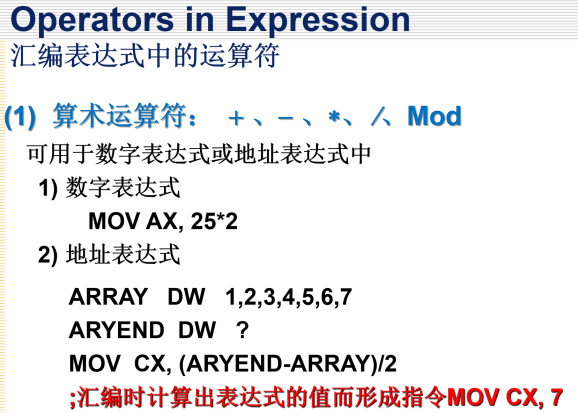 Operators in Expression
汇编表达式中的运算符
(1) 算术运算符： +、–、*、/、Mod
可用于数字表达式或地址表达式中
1) 数字表达式
MOV AX, 25*2
2) 地址表达式
ARRAY DW 1,2,3,4,5,6,7
ARYEND DW ?
MOV CX, (ARYEND-ARRAY)/2
;汇编时计算出表达式的值而形成指令MOV CX, 7